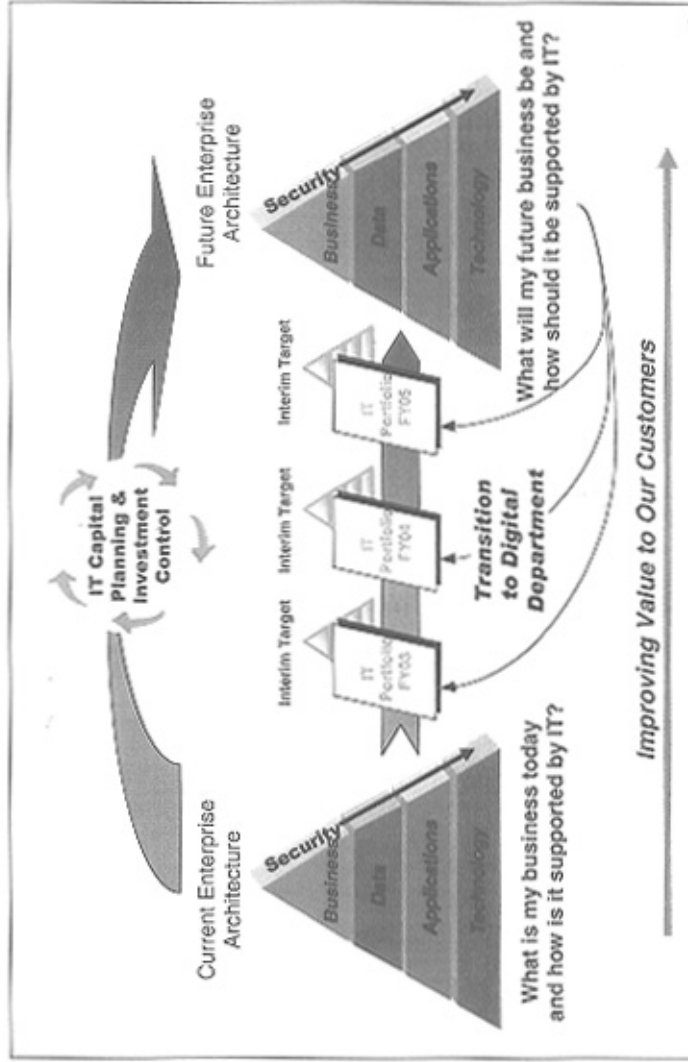 IT Capital
Planning &
Investment
Control
Current Enterprise
Architecture
Future Enterprise
Architecture
Security
Business
Data
Applications
Technology
Interim Target
IT
Portfolio
FY03
Interim Target
IT
Portfolio
FY04
Interim Target
IT
Portfolio
FY05
Security
Business
Data
Applications
Technology
Transition
to Digital
Department
What is my business today
and how is it supported by IT?
What will my future business be and
how should it be supported by IT?
Improving Value to Our Customers